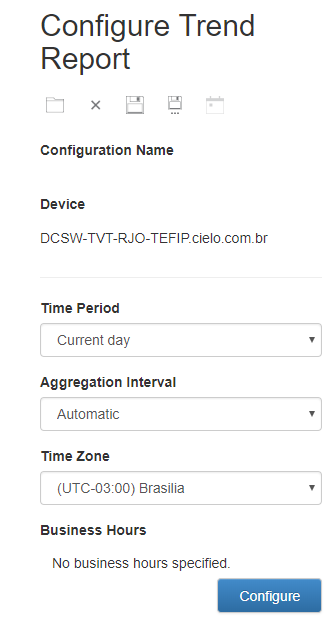 Configure Trend
Report
Configuration Name
Device
DCSW-TVT-RJO-TEFIP.cielo.com.br
Time Period
Current day
Aggregation Interval
Automatic
Time Zone
(UTC-03:00) Brasilia
Business Hours
No business hours specified.
Configure